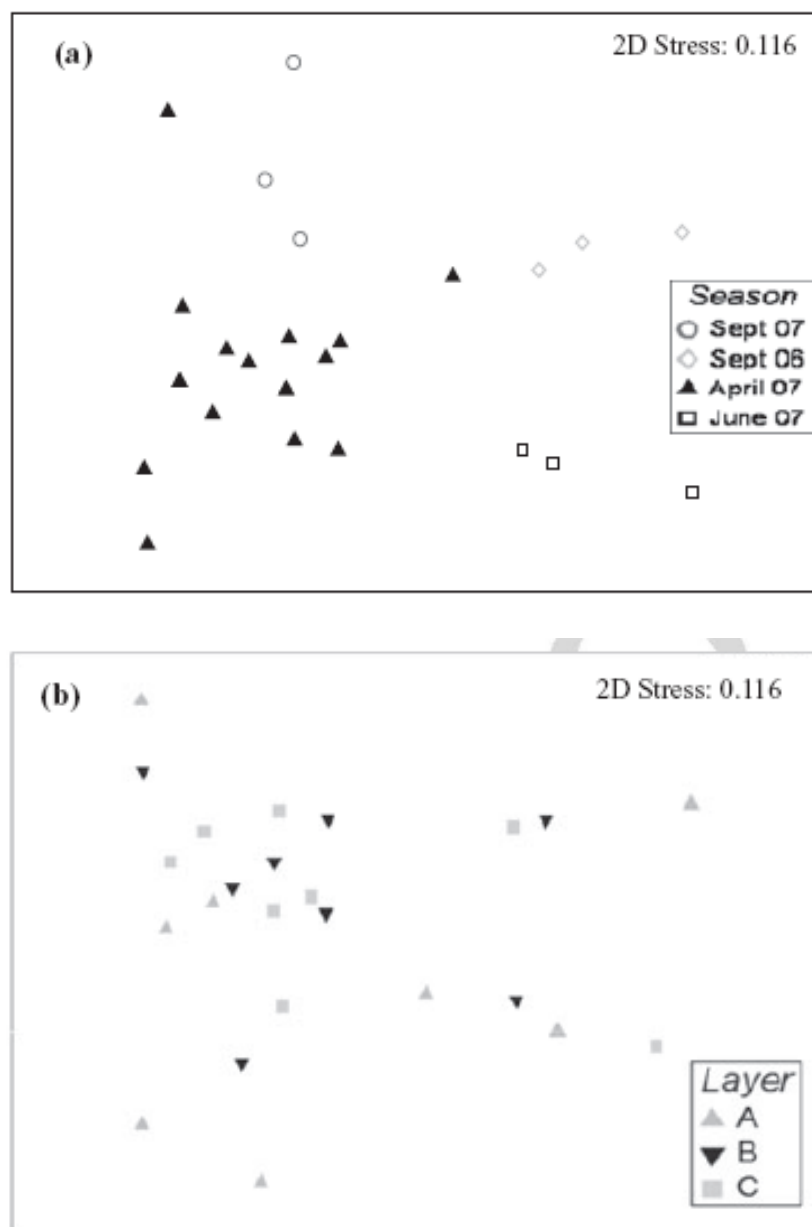 (a)
2D Stress: 0.116
Season
Sept 07
Sept 06
April 07
June 07
(b)
2D Stress: 0.116
Layer
A
B
C